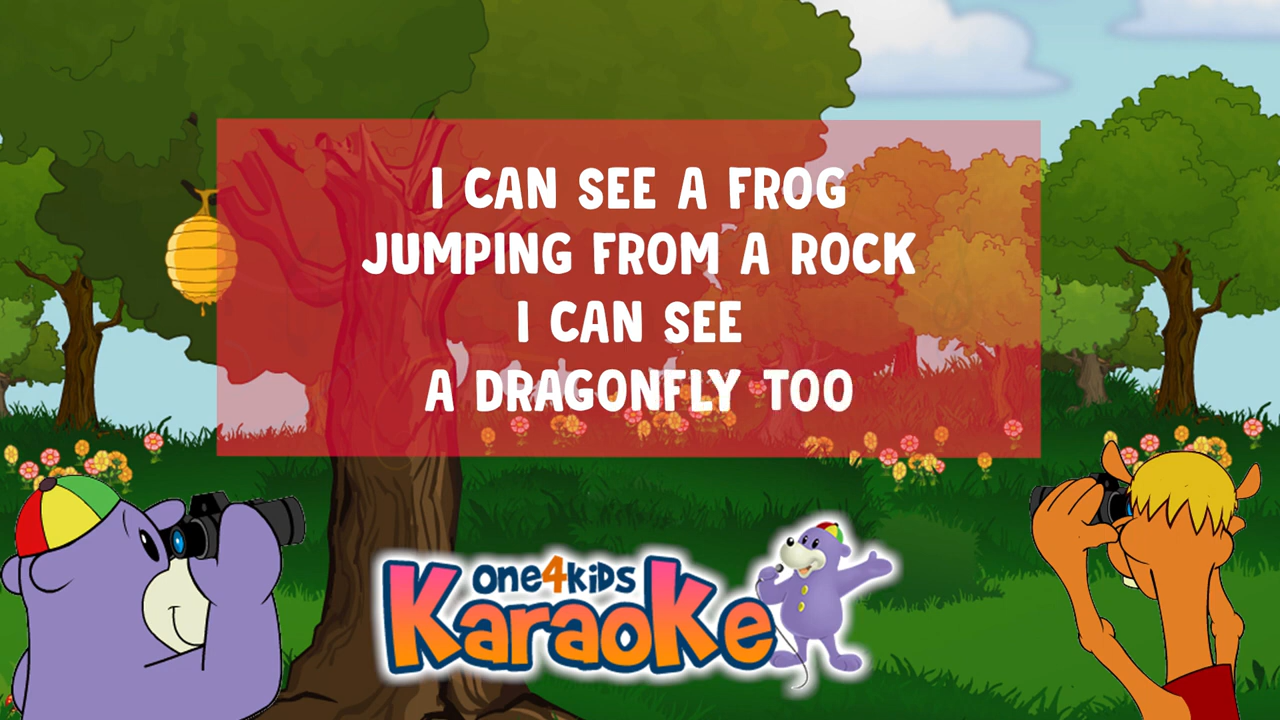 I CAN SEE A FROG
JUMPING FROM A ROCK
I CAN SEE
A DRAGONFLY TOO
one4kids
Karaoke